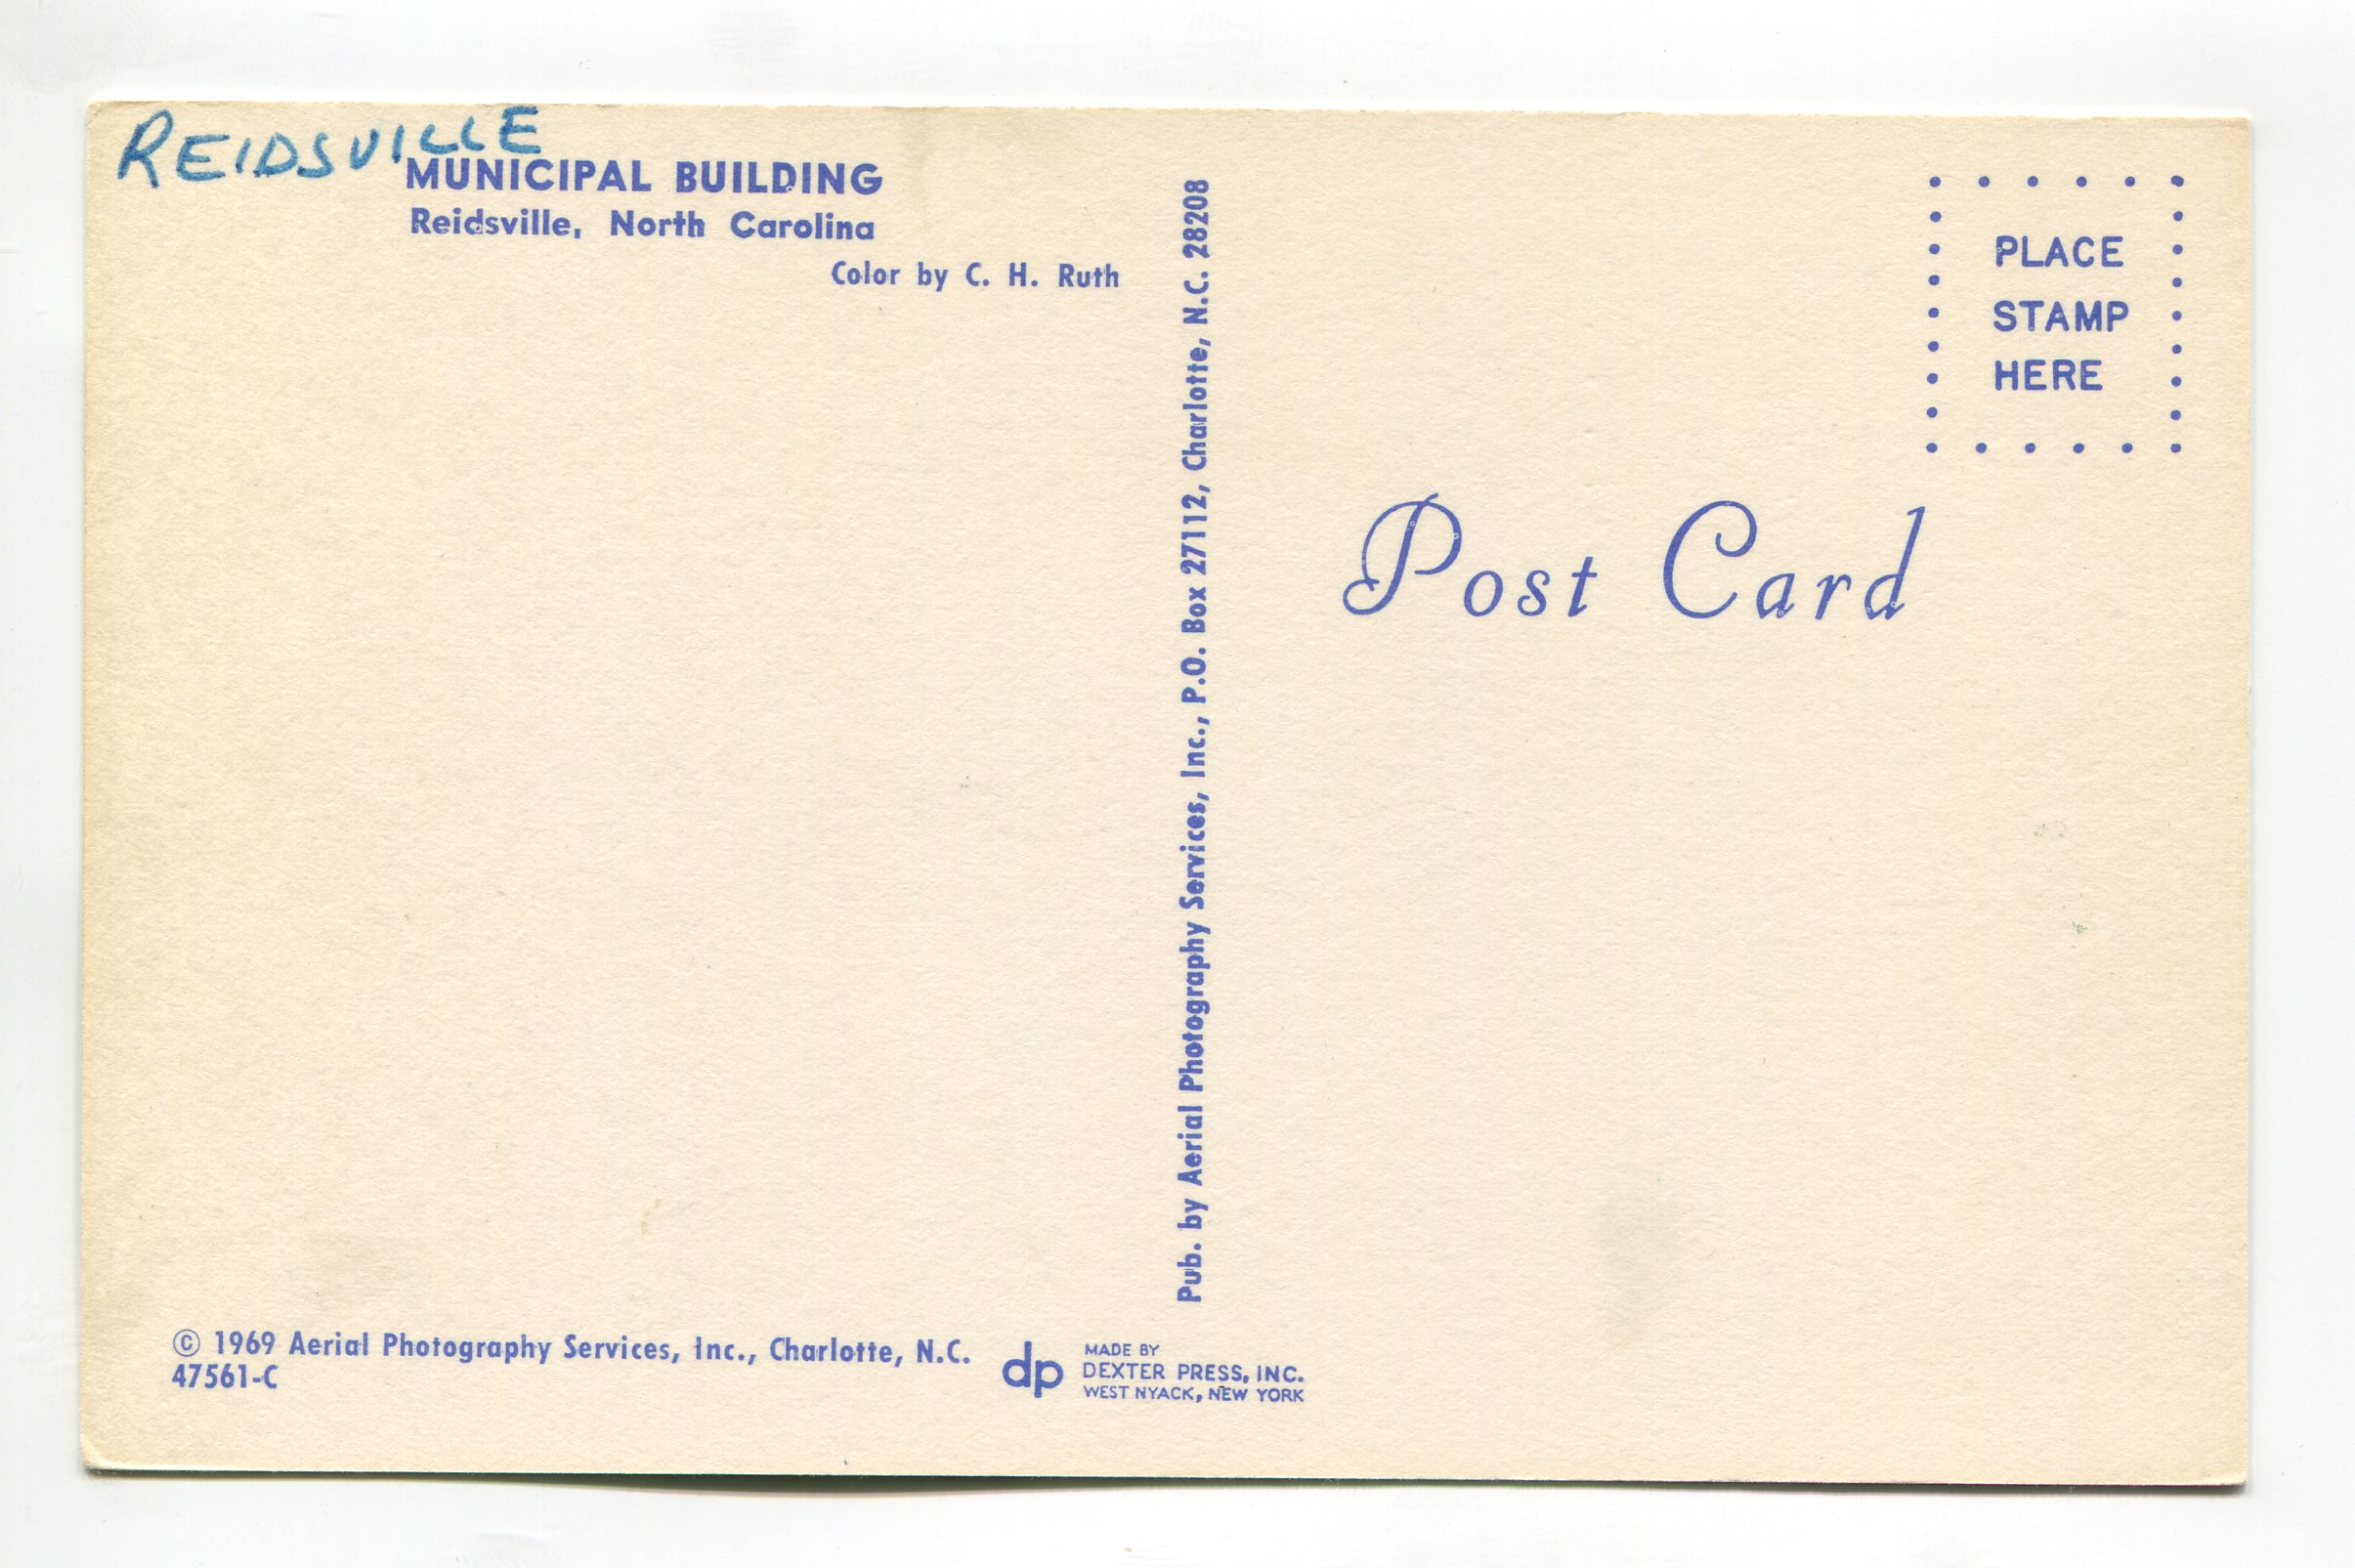 REIDSVILLE
MUNICIPAL BUILDING
Reidsville, North Carolina
Color by C. H. Ruth
Pub. by Aerial Photography Services, Inc., P.O. Box 27112, Charlotte, N.C. 28208
PLACE
STAMP
HERE
Post Card
© 1969 Aerial Photography Services, Inc., Charlotte, N.C.
47561-C
dp
MADE BY
DEXTER PRESS, INC.
WEST NYACK, NEW YORK